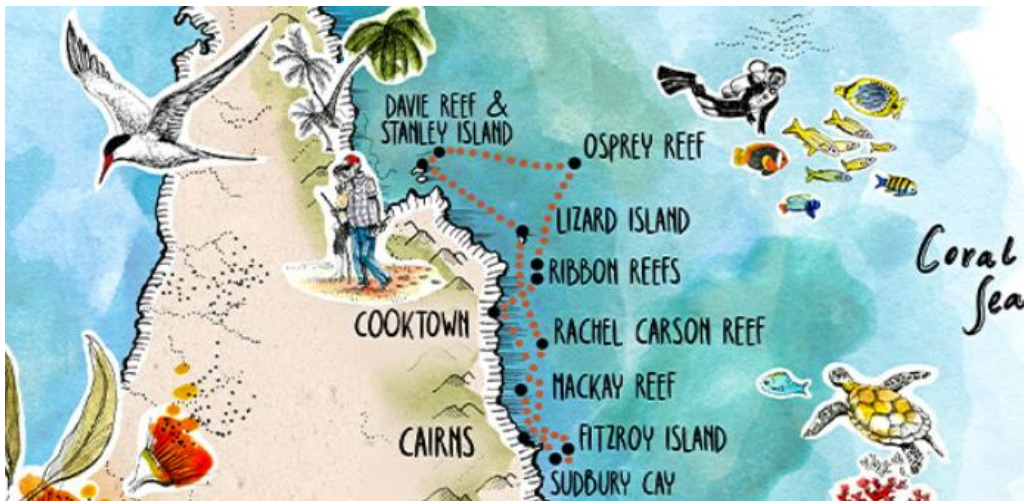 DAVIE REEF &
STANLEY ISLAND
OSPREY REEF
LIZARD ISLAND
Coral
Sea
RIBBON REEFS
COOKTOWN
RACHEL CARSON REEF
MACKAY REEF
CAIRNS
FITZROY ISLAND
SUDBURY CAY